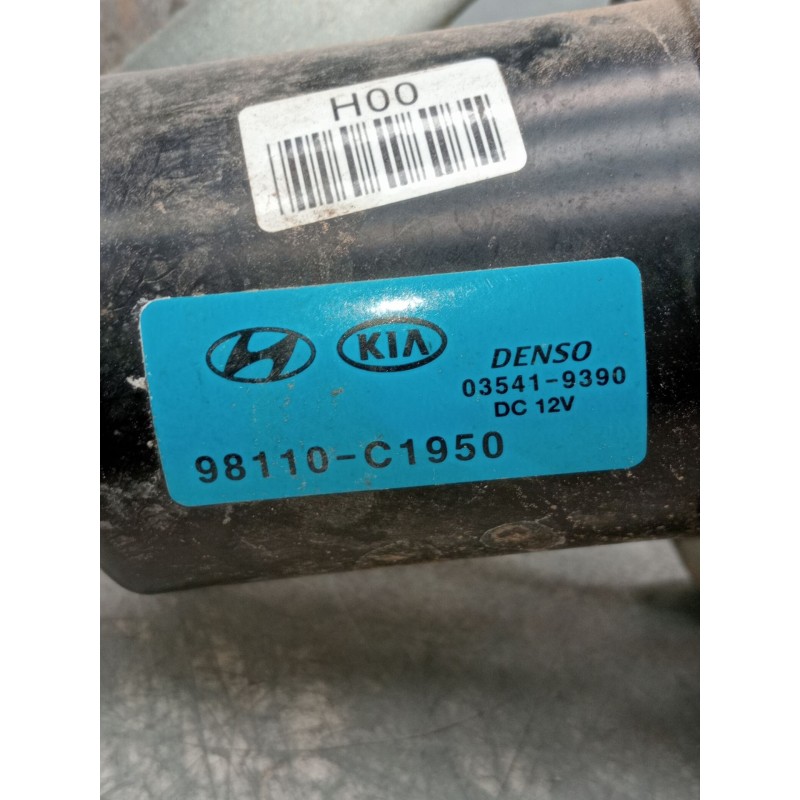 H00
KIA DENSO
03541-9390
DC 12V
98110-C1950